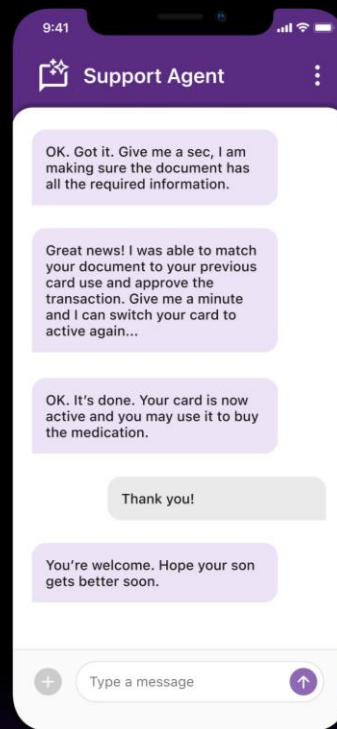 9:41
Support Agent
OK. Got it. Give me a sec, I am
making sure the document has
all the required information.
Great news! I was able to match
your document to your previous
card use and approve the
transaction. Give me a minute
and I can switch your card to
active again...
OK. It's done. Your card is now
active and you may use it to buy
the medication.
Thank you!
You're welcome. Hope your son
gets better soon.
Type a message